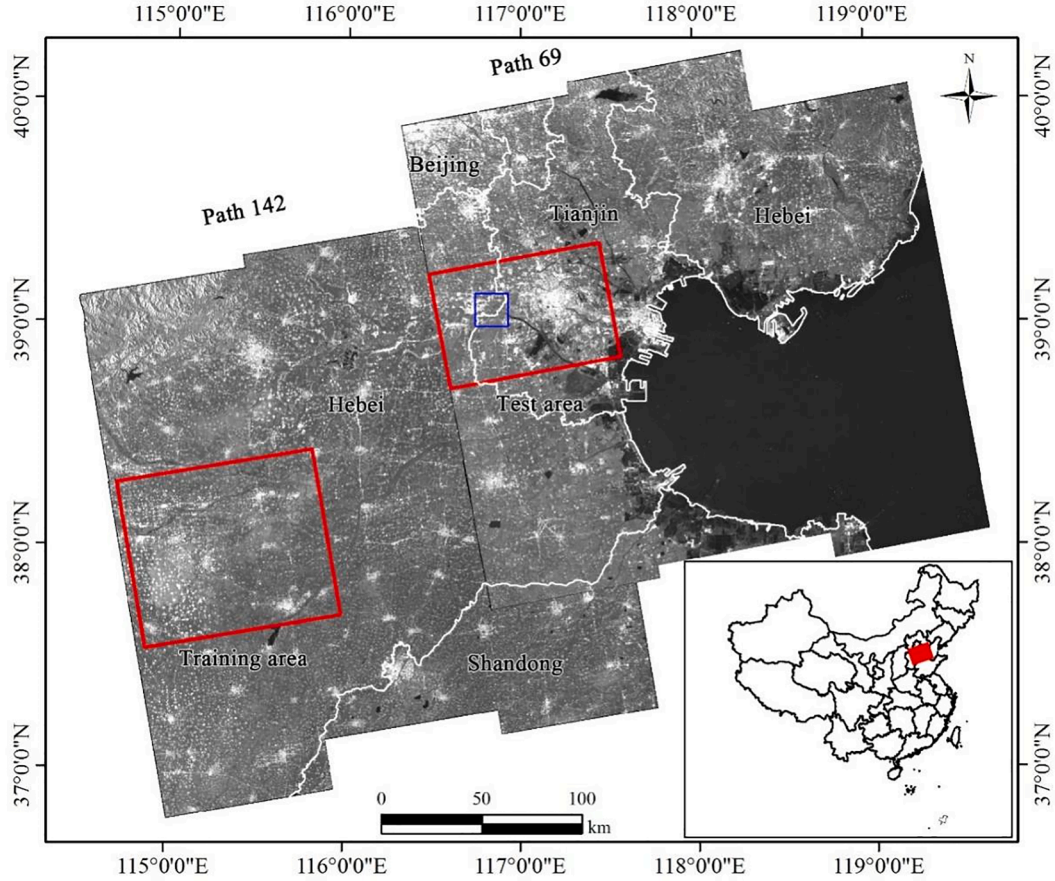 115°0'0"E
116°0'0"E
117°0'0"E
118°0'0"E
119°0'0"E
40°0'0"N
40°0'0"N
Path 69
N
Beijing
Path 142
Tianjin
Hebei
39°0'0"N
39°0'0"N
Hebei
Test area
38°0'0"N
38°0'0"N
Training area
Shandong
37°0'0"N
37°0'0"N
0
50
100
km
115°0'0"E
116°0'0"E
117°0'0"E
118°0'0"E
119°0'0"E